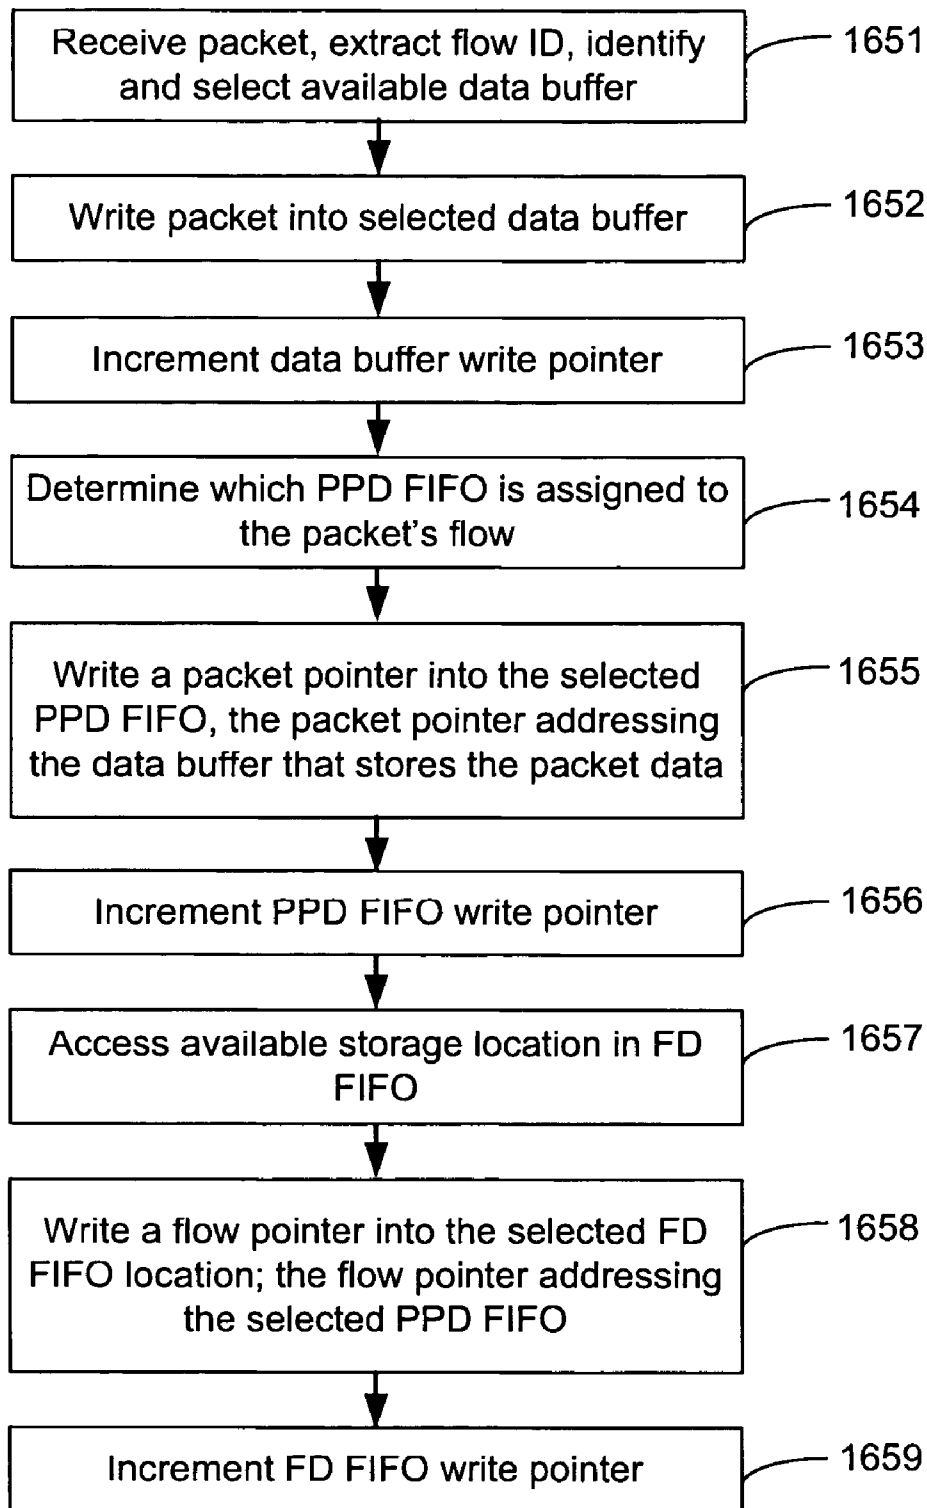 Receive packet, extract flow ID, identify
and select available data buffer
1651
Write packet into selected data buffer
1652
Increment data buffer write pointer
1653
Determine which PPD FIFO is assigned to
the packet's flow
1654
Write a packet pointer into the selected
PPD FIFO, the packet pointer addressing
the data buffer that stores the packet data
1655
Increment PPD FIFO write pointer
1656
Access available storage location in FD
FIFO
1657
Write a flow pointer into the selected FD
FIFO location; the flow pointer addressing
the selected PPD FIFO
1658
Increment FD FIFO write pointer
1659